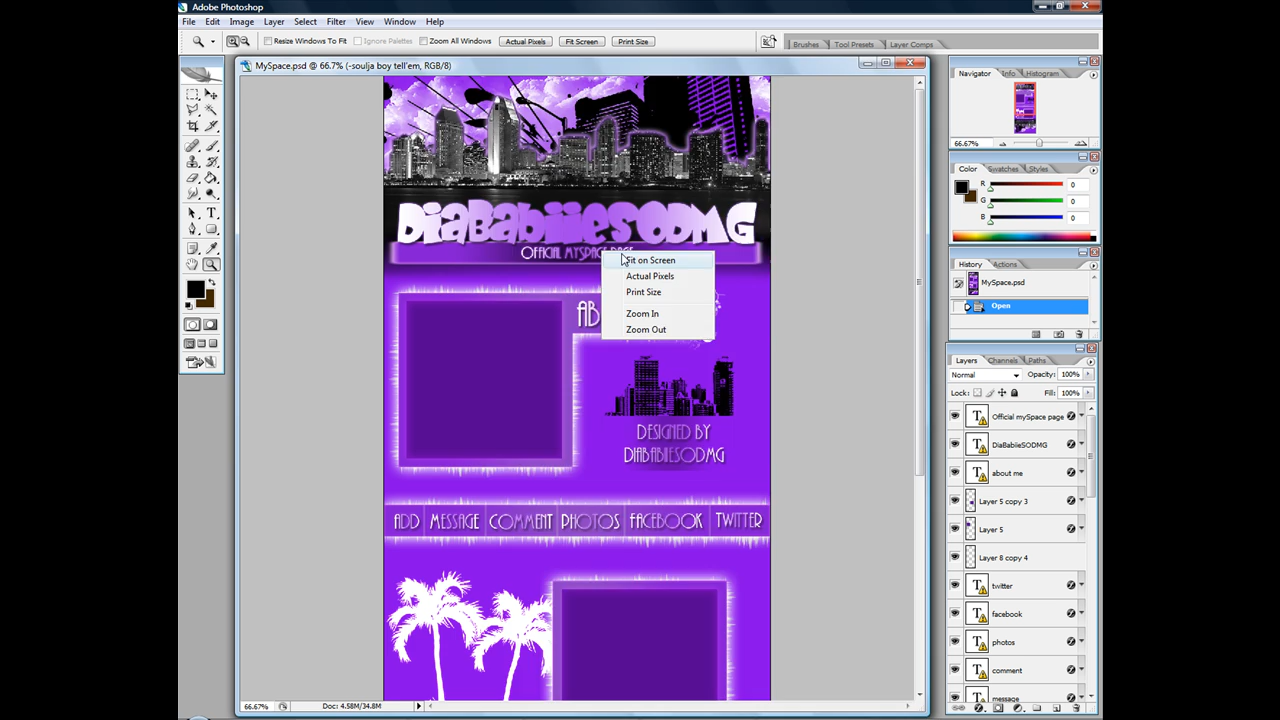 Adobe Photoshop
File Edit Image Layer Select Filter View Window Help
Resize Windows To Fit Ignore Palettes Zoom All Windows Actual Pixels Fit Screen Print Size Brushes Tool Presets Layer Comps
MySpace.psd @ 66.7% (-soulja boy tell'em, RGB/8)
DiaBabiieSODMG
Official mySpace page
Fit on Screen
Actual Pixels
Print Size
Zoom In
Zoom Out
AB
DESIGNED BY
DIABABIIESODMG
ADD MESSAGE COMMENT PHOTOS FACEBOOK TWITTER
66.67% Doc: 4.58M/34.8M
Navigator Info Histogram
66.67%
Color Swatches Styles
R 0
G 0
B 0
History Actions
MySpace.psd
Open
Layers Channels Paths
Normal Opacity: 100%
Lock: Fill: 100%
T Official mySpace page
T DiaBabiieSODMG
T about me
Layer 5 copy 3
Layer 5
Layer 8 copy 4
T twitter
T facebook
T photos
T comment
T message